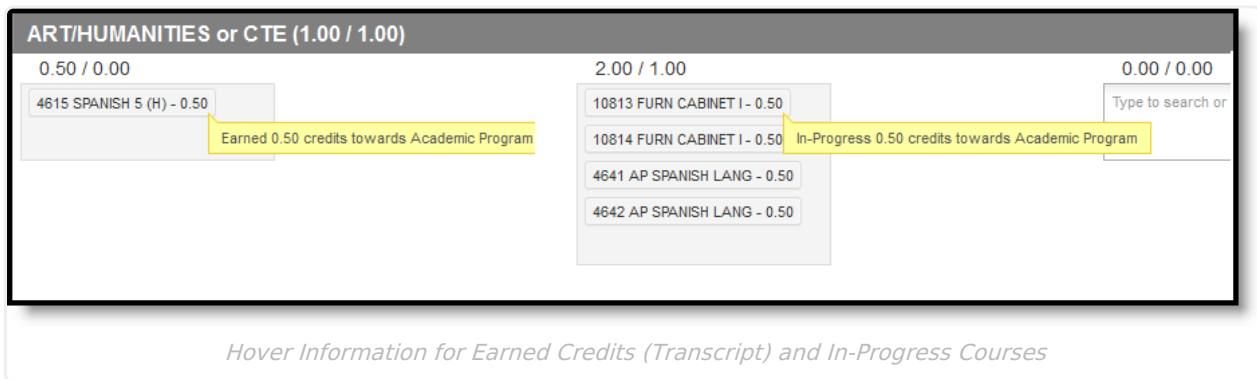 ART/HUMANITIES or CTE (1.00 / 1.00)
0.50 / 0.00
2.00 / 1.00
0.00 / 0.00
4615 SPANISH 5 (H) - 0.50
Earned 0.50 credits towards Academic Program
10813 FURN CABINET I - 0.50
10814 FURN CABINET I - 0.50
In-Progress 0.50 credits towards Academic Program
4641 AP SPANISH LANG - 0.50
4642 AP SPANISH LANG - 0.50
Type to search or
Hover Information for Earned Credits (Transcript) and In-Progress Courses